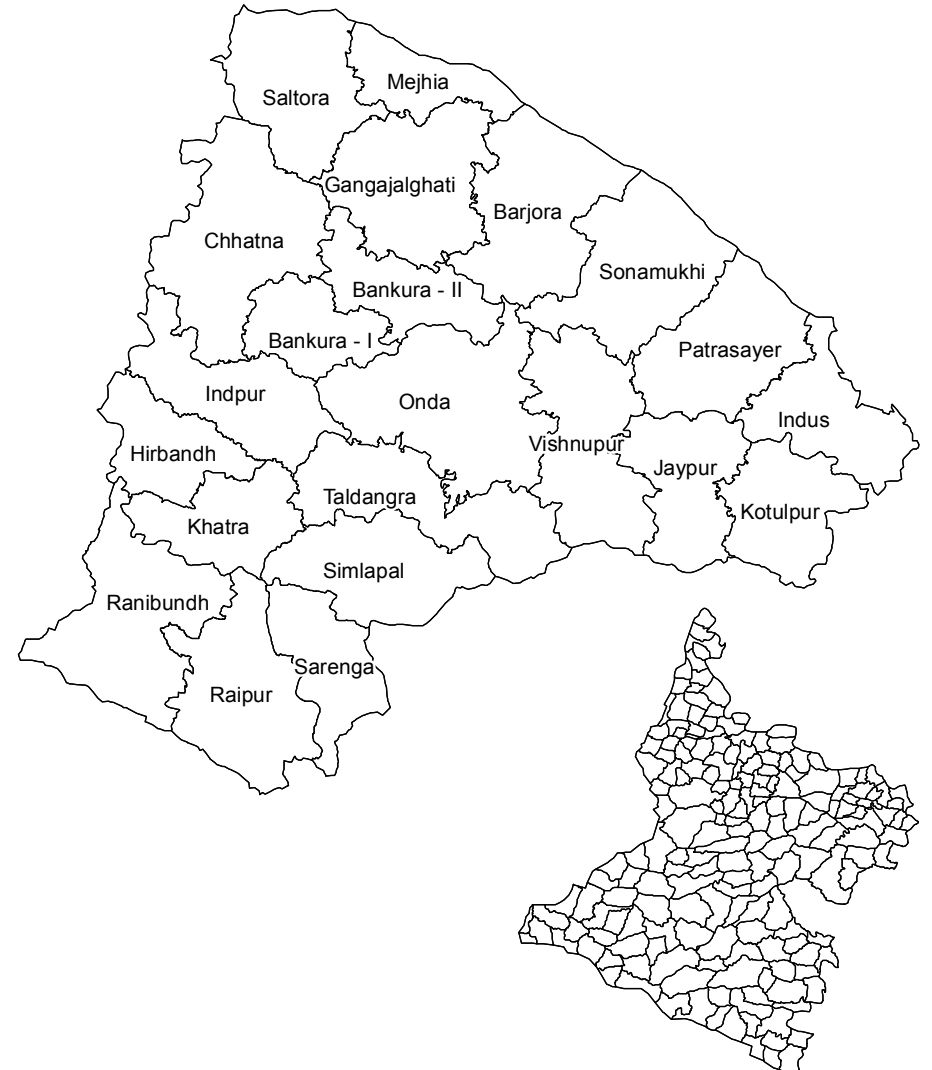 Mejhia
Saltora
Gangajalghati
Barjora
Chhatna
Sonamukhi
Bankura - II
Bankura - I
Patrasayer
Indpur
Onda
Indus
Vishnupur
Hirbandh
Jaypur
Taldangra
Kotulpur
Khatra
Simlapal
Ranibundh
Sarenga
Raipur